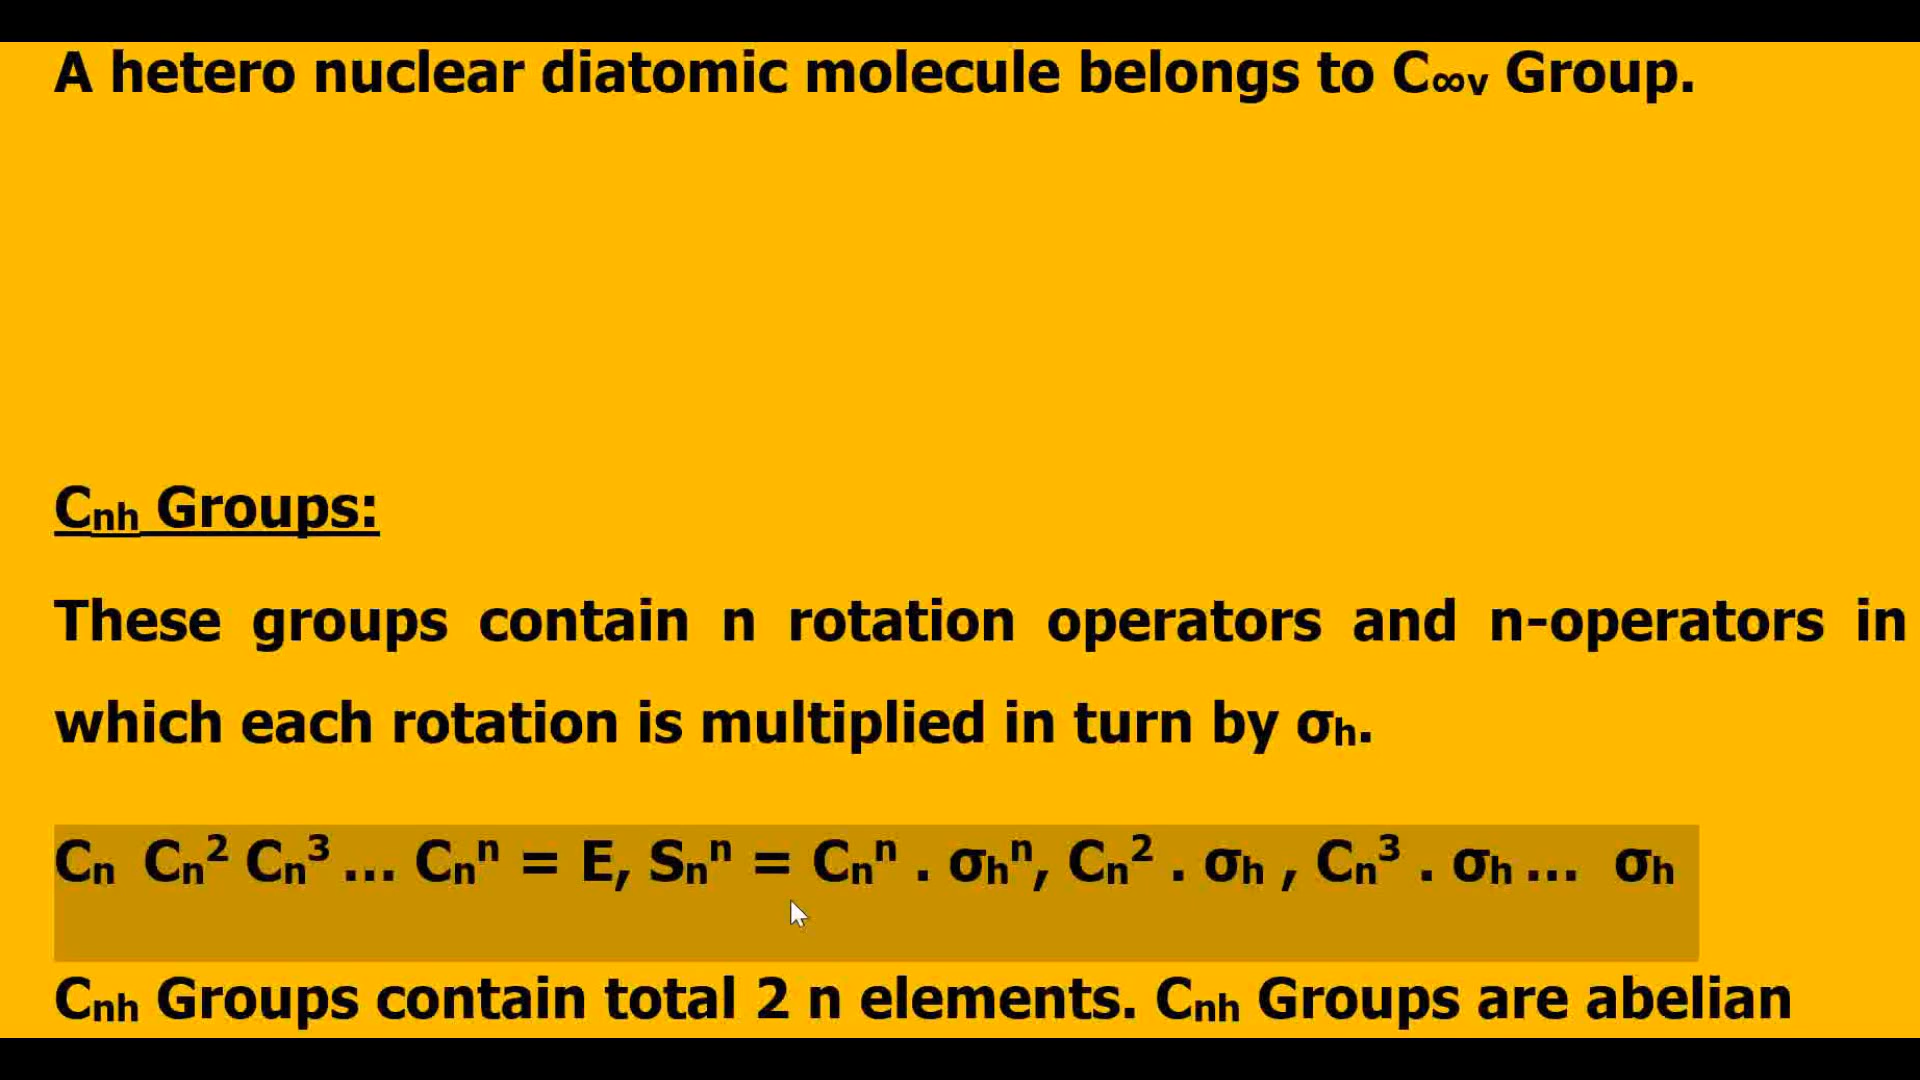 A hetero nuclear diatomic molecule belongs to C∞v Group.
Cnh Groups:
These groups contain n rotation operators and n-operators in
which each rotation is multiplied in turn by σh.
Cn Cn² Cn³ ... Cnⁿ = E, Snⁿ = Cnⁿ . σhⁿ, Cn² . σh , Cn³ . σh ... σh
Cnh Groups contain total 2 n elements. Cnh Groups are abelian